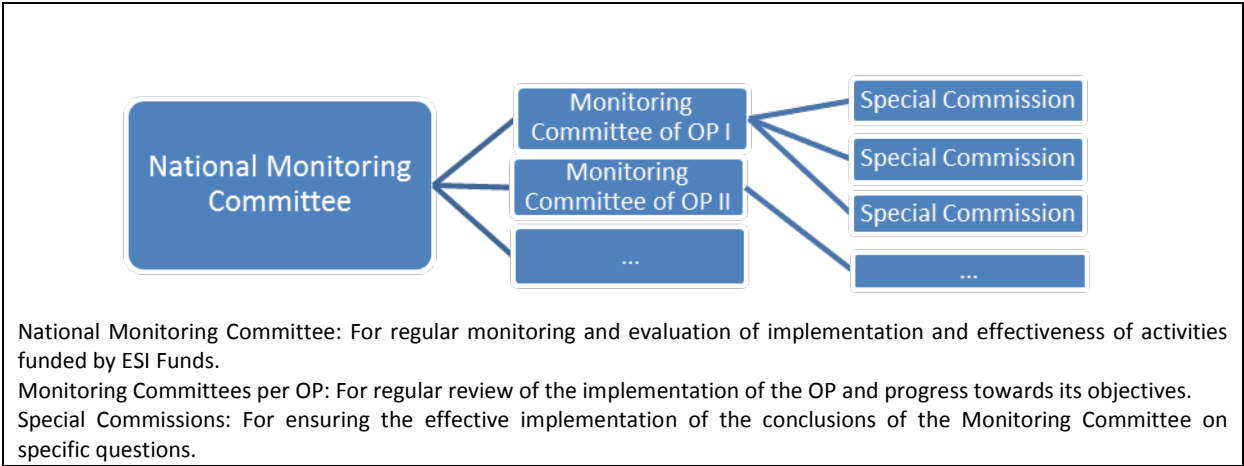 National Monitoring
Committee
Monitoring
Committee of OP I
Monitoring
Committee of OP II
...
Special Commission
Special Commission
Special Commission
...
National Monitoring Committee: For regular monitoring and evaluation of implementation and effectiveness of activities
funded by ESI Funds.
Monitoring Committees per OP: For regular review of the implementation of the OP and progress towards its objectives.
Special Commissions: For ensuring the effective implementation of the conclusions of the Monitoring Committee on
specific questions.